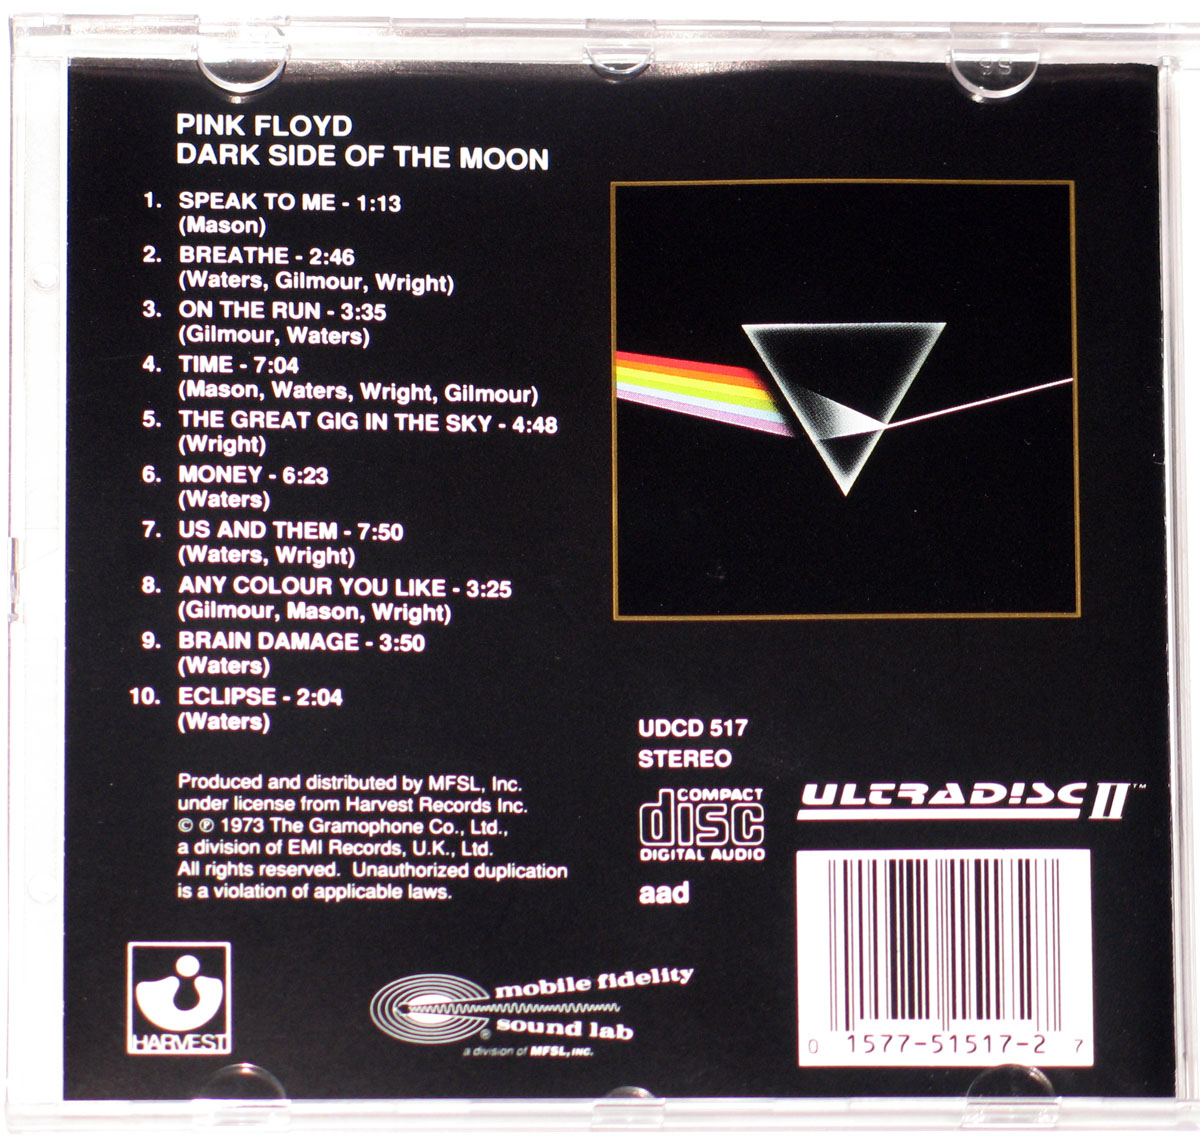 PINK FLOYD
DARK SIDE OF THE MOON
1. SPEAK TO ME - 1:13
(Mason)
2. BREATHE - 2:46
(Waters, Gilmour, Wright)
3. ON THE RUN - 3:35
(Gilmour, Waters)
4. TIME - 7:04
(Mason, Waters, Wright, Gilmour)
5. THE GREAT GIG IN THE SKY - 4:48
(Wright)
6. MONEY - 6:23
(Waters)
7. US AND THEM - 7:50
(Waters, Wright)
8. ANY COLOUR YOU LIKE - 3:25
(Gilmour, Mason, Wright)
9. BRAIN DAMAGE - 3:50
(Waters)
10. ECLIPSE - 2:04
(Waters)
Produced and distributed by MFSL, Inc.
under license from Harvest Records Inc.
© ℗ 1973 The Gramophone Co., Ltd.,
a division of EMI Records, U.K., Ltd.
All rights reserved. Unauthorized duplication
is a violation of applicable laws.
UDCD 517
STEREO
COMPACT
disc
DIGITAL AUDIO
aad
ULTRADISC II™
HARVEST
mobile fidelity
sound lab
®
a division of MFSL, INC.
0 1577-51517-2 7